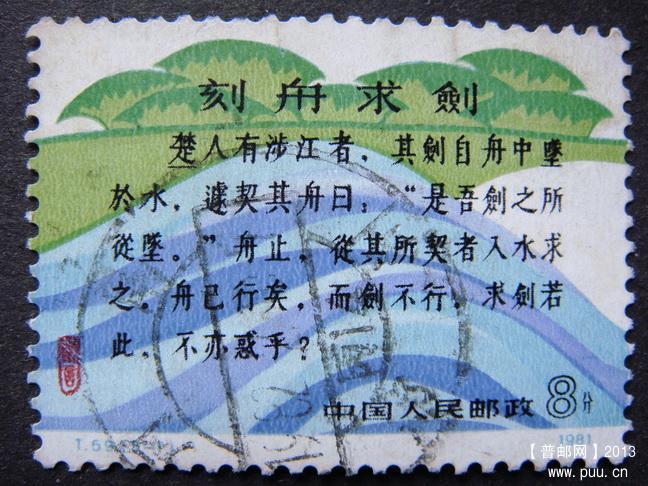 刻舟求劍
楚人有涉江者，其劍自舟中墜
於水，遽契其舟曰：“是吾劍之所
從墜。”舟止，從其所契者入水求
之。舟已行矣，而劍不行，求劍若
此，不亦惑乎？
中国人民邮政 8分
T.59 1981
【普邮网】2013
www.puu.cn